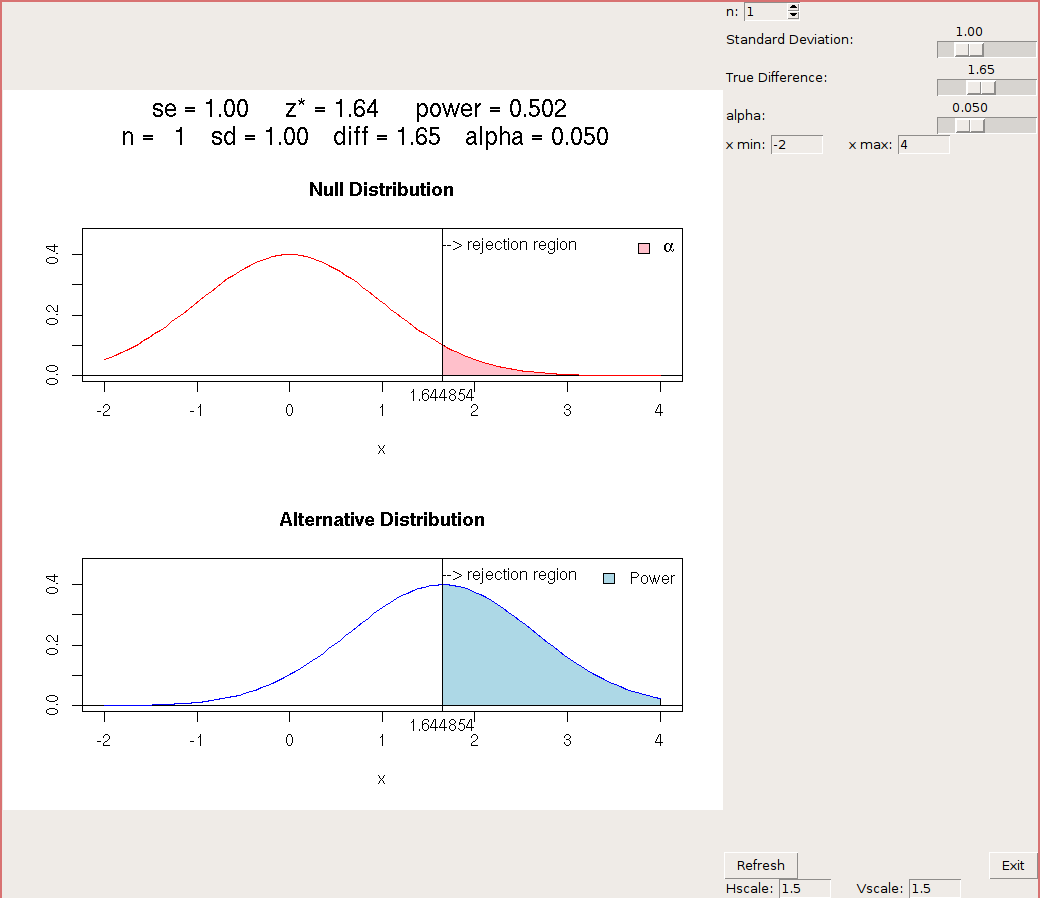 n: 1
Standard Deviation: 1.00
True Difference: 1.65
alpha: 0.050
x min: -2 x max: 4
se = 1.00 z* = 1.64 power = 0.502
n = 1 sd = 1.00 diff = 1.65 alpha = 0.050
Null Distribution
--> rejection region α
0.4
0.2
0.0
1.644854
-2 -1 0 1 2 3 4
x
Alternative Distribution
--> rejection region Power
0.4
0.2
0.0
1.644854
-2 -1 0 1 2 3 4
x
Refresh Exit
Hscale: 1.5 Vscale: 1.5